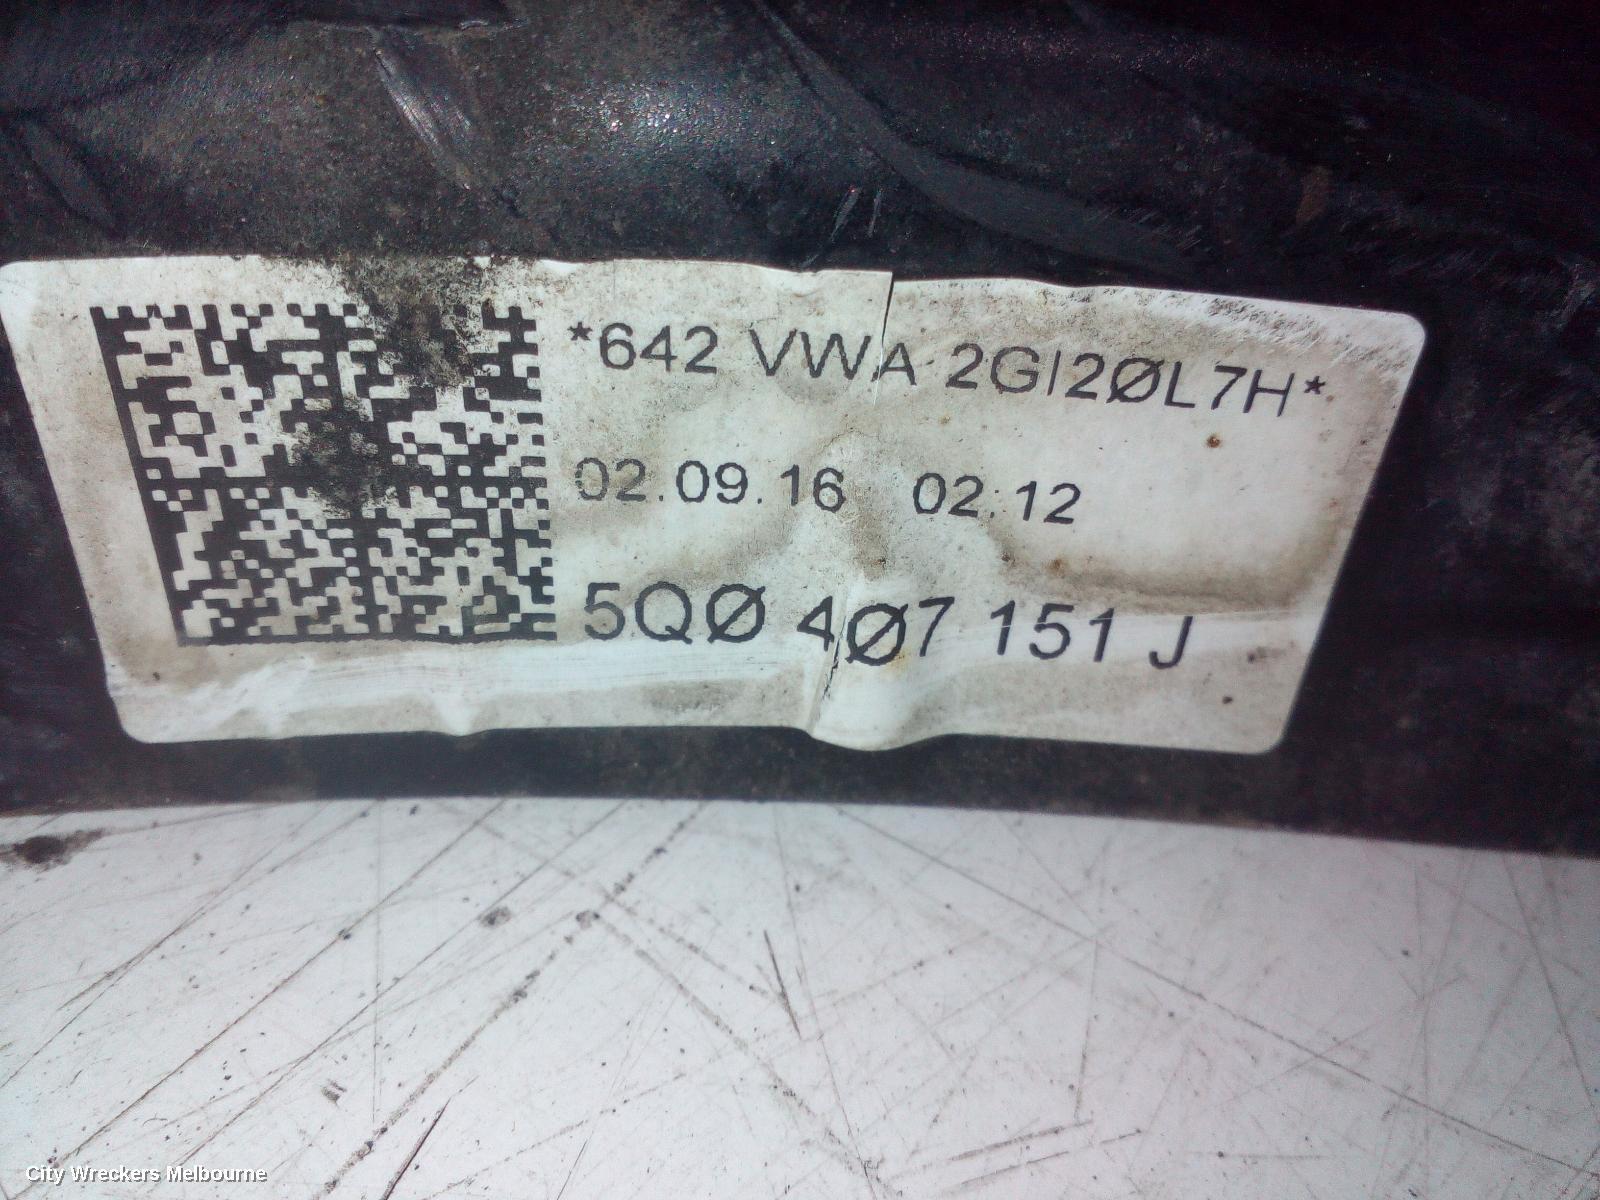 *642 VWA 2GI2ØL7H*
02.09.16 02:12
5QØ 4Ø7 151 J
City Wreckers Melbourne